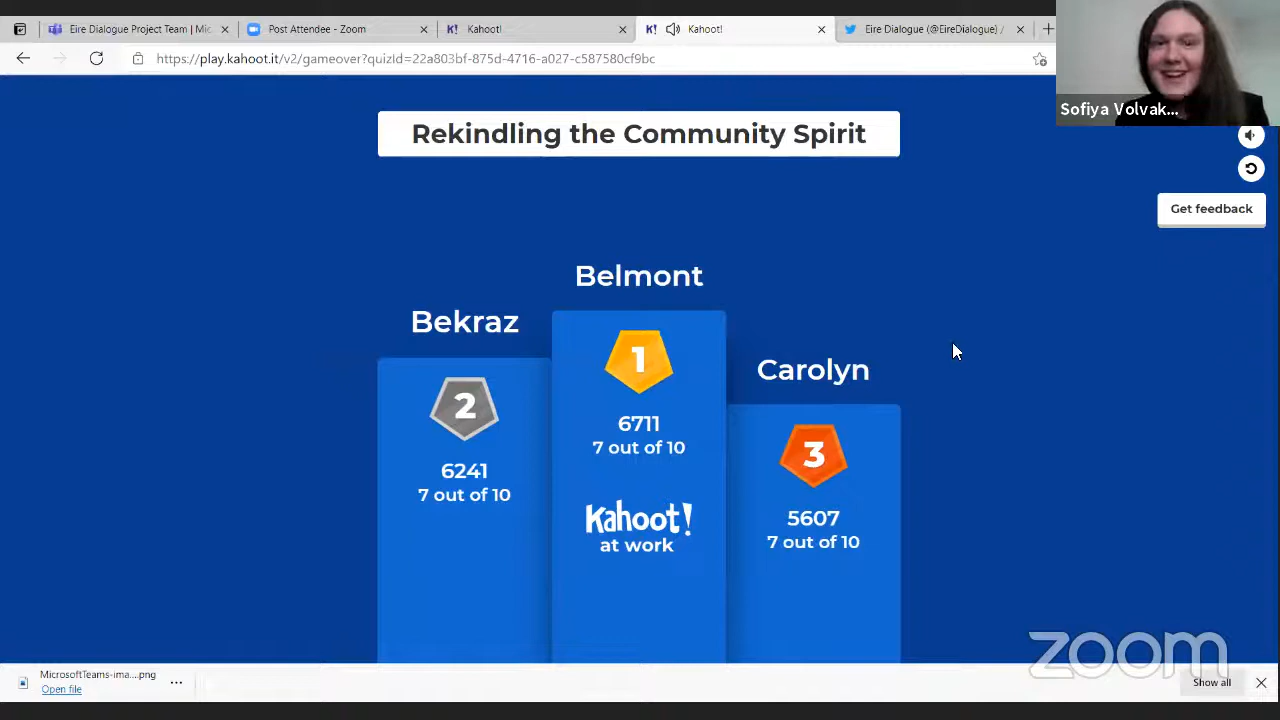 Eire Dialogue Project Team | Mic
Post Attendee - Zoom
Kahoot!
Kahoot!
Eire Dialogue (@EireDialogue) /
https://play.kahoot.it/v2/gameover?quizId=22a803bf-875d-4716-a027-c587580cf9bc
Sofiya Volvak...
Rekindling the Community Spirit
Get feedback
Belmont
Bekraz
Carolyn
1
2
3
6711
7 out of 10
6241
7 out of 10
5607
7 out of 10
Kahoot!
at work
zoom
MicrosoftTeams-ima....png
Open file
Show all